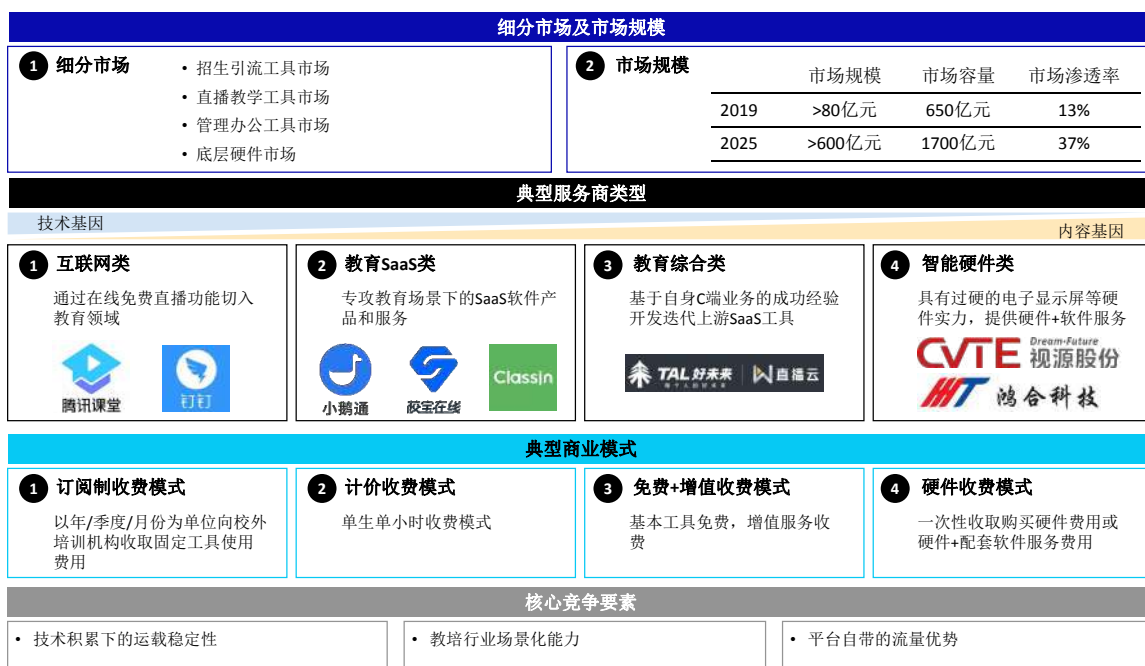 细分市场及市场规模
1 细分市场
• 招生引流工具市场
• 直播教学工具市场
• 管理办公工具市场
• 底层硬件市场
2 市场规模
市场规模 市场容量 市场渗透率
2019 >80亿元 650亿元 13%
2025 >600亿元 1700亿元 37%
典型服务商类型
技术基因
内容基因
1 互联网类
通过在线免费直播功能切入
教育领域
腾讯课堂
钉钉
2 教育SaaS类
专攻教育场景下的SaaS软件产
品和服务
小鹅通
校宝在线
ClassIn
3 教育综合类
基于自身C端业务的成功经验
开发迭代上游SaaS工具
TAL 好未来
直播云
4 智能硬件类
具有过硬的电子显示屏等硬
件实力，提供硬件+软件服务
CVTE Dream·Future
视源股份
鸿合科技
典型商业模式
1 订阅制收费模式
以年/季度/月份为单位向校外
培训机构收取固定工具使用
费用
2 计价收费模式
单生单小时收费模式
3 免费+增值收费模式
基本工具免费，增值服务收
费
4 硬件收费模式
一次性收取购买硬件费用或
硬件+配套软件服务费用
核心竞争要素
• 技术积累下的运载稳定性
• 教培行业场景化能力
• 平台自带的流量优势